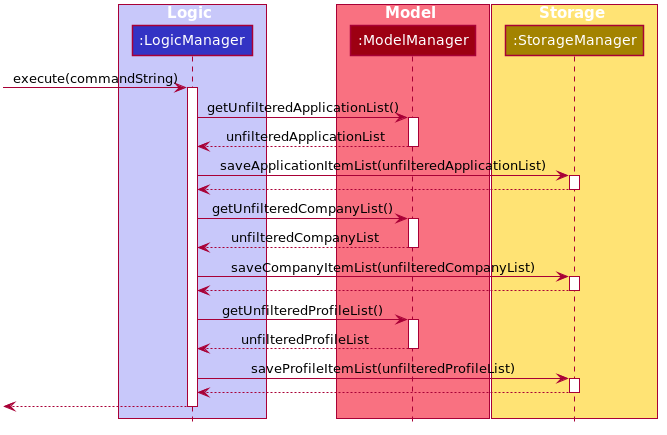 Logic
Model
Storage
:LogicManager
:ModelManager
:StorageManager
execute(commandString)
getUnfilteredApplicationList()
unfilteredApplicationList
saveApplicationItemList(unfilteredApplicationList)
getUnfilteredCompanyList()
unfilteredCompanyList
saveCompanyItemList(unfilteredCompanyList)
getUnfilteredProfileList()
unfilteredProfileList
saveProfileItemList(unfilteredProfileList)